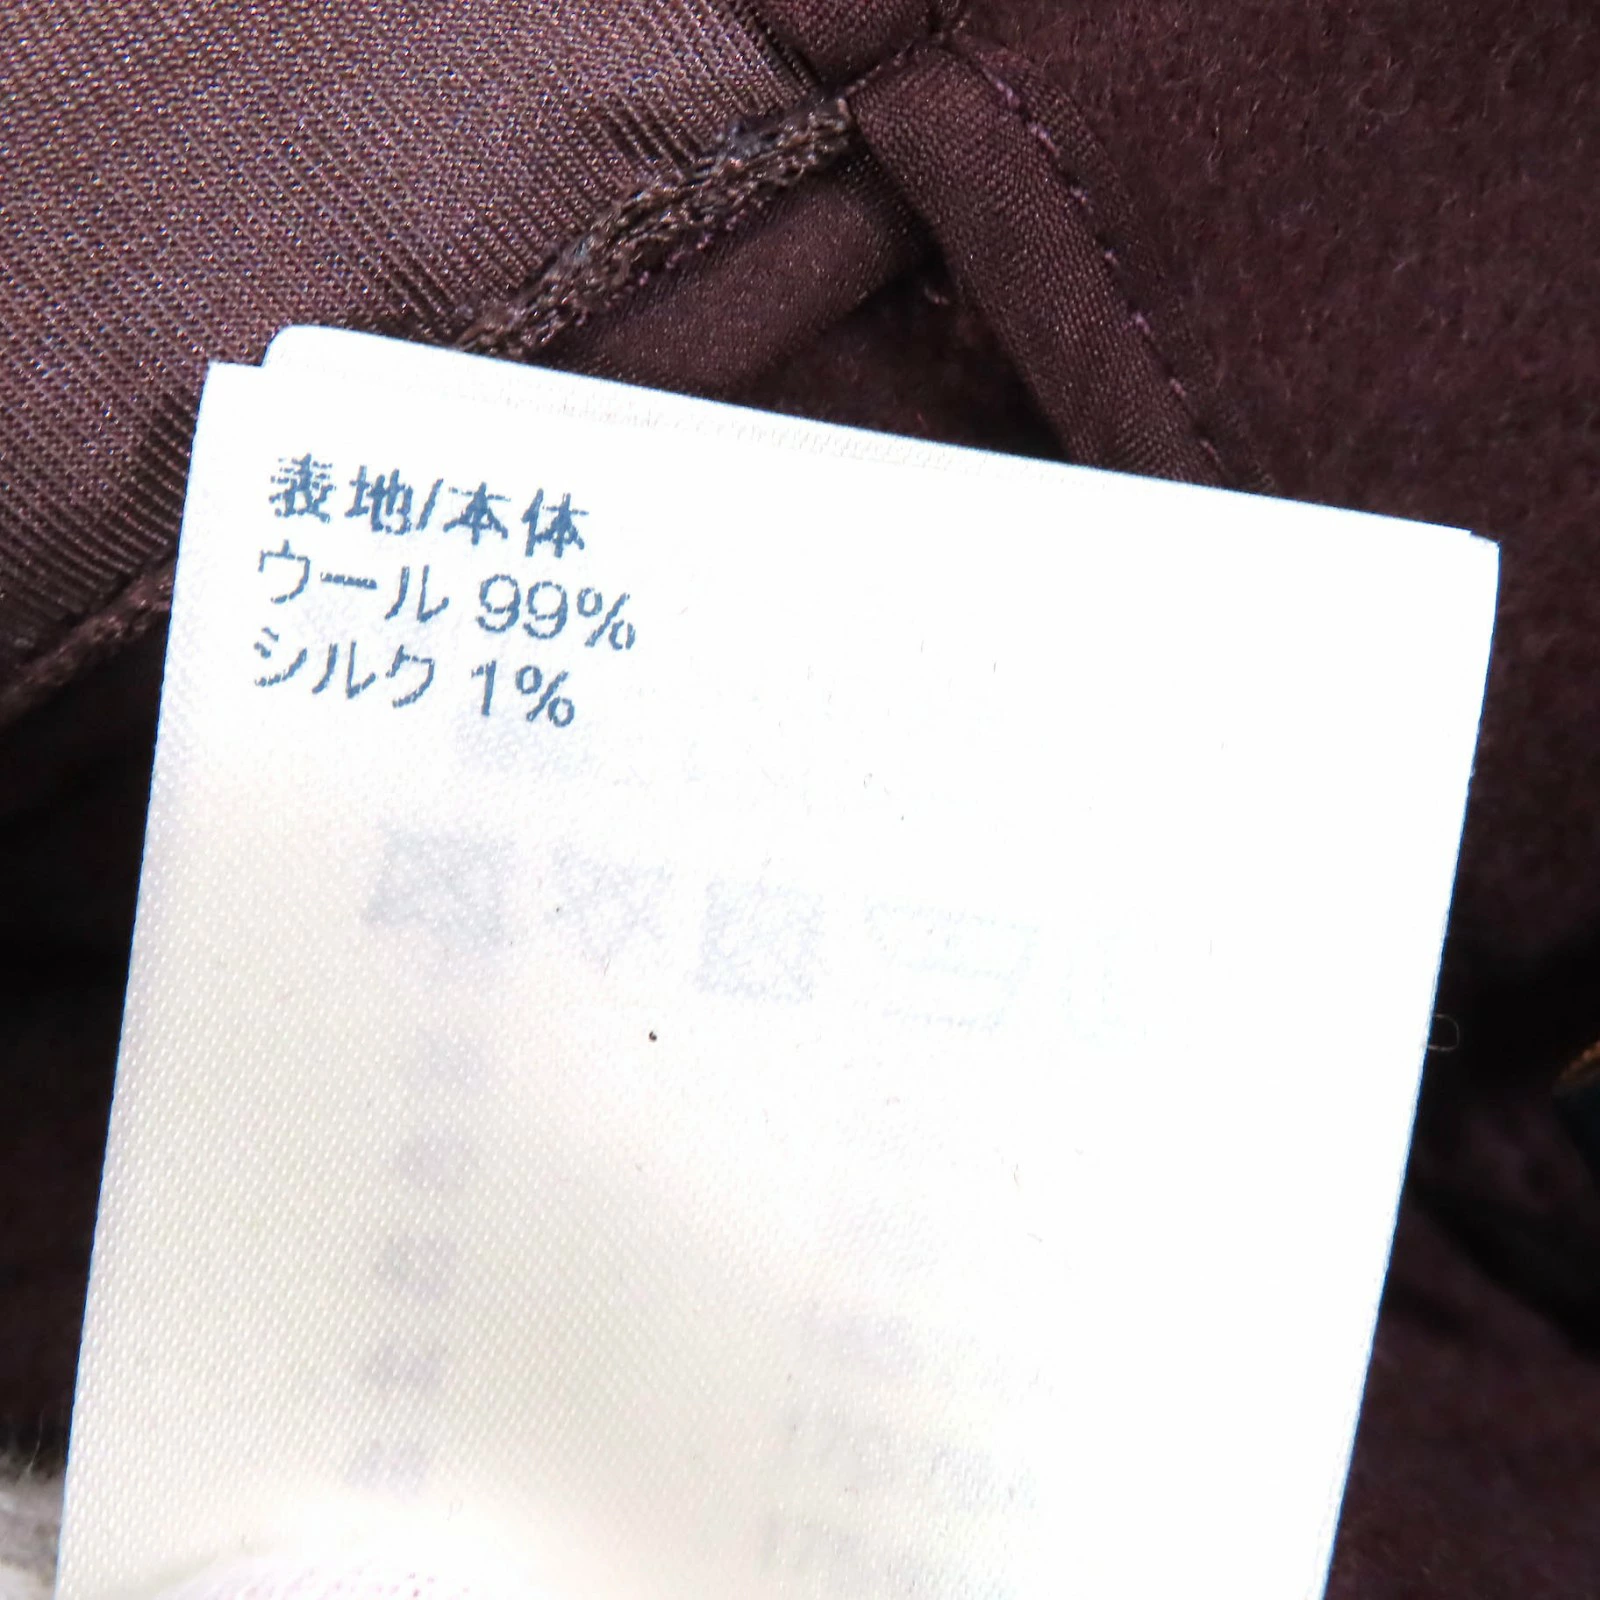 表地/本体
ウール 99%
シルク 1%